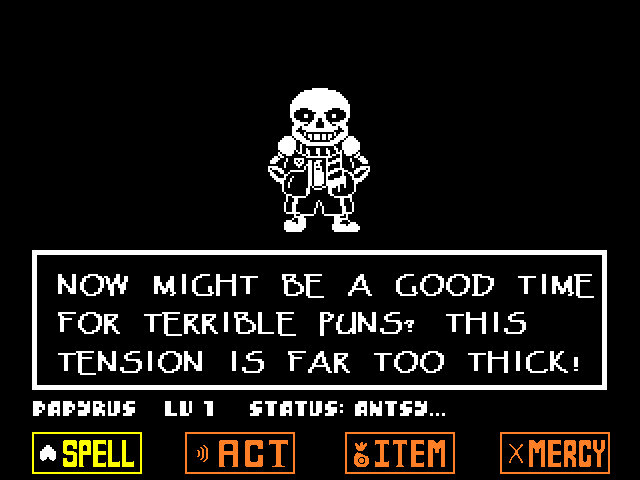 NOW MIGHT BE A GOOD TIME
FOR TERRIBLE PUNS? THIS
TENSION IS FAR TOO THICK!
PAPYRUS LV 1 STATUS: ANTSY...
SPELL ACT ITEM MERCY